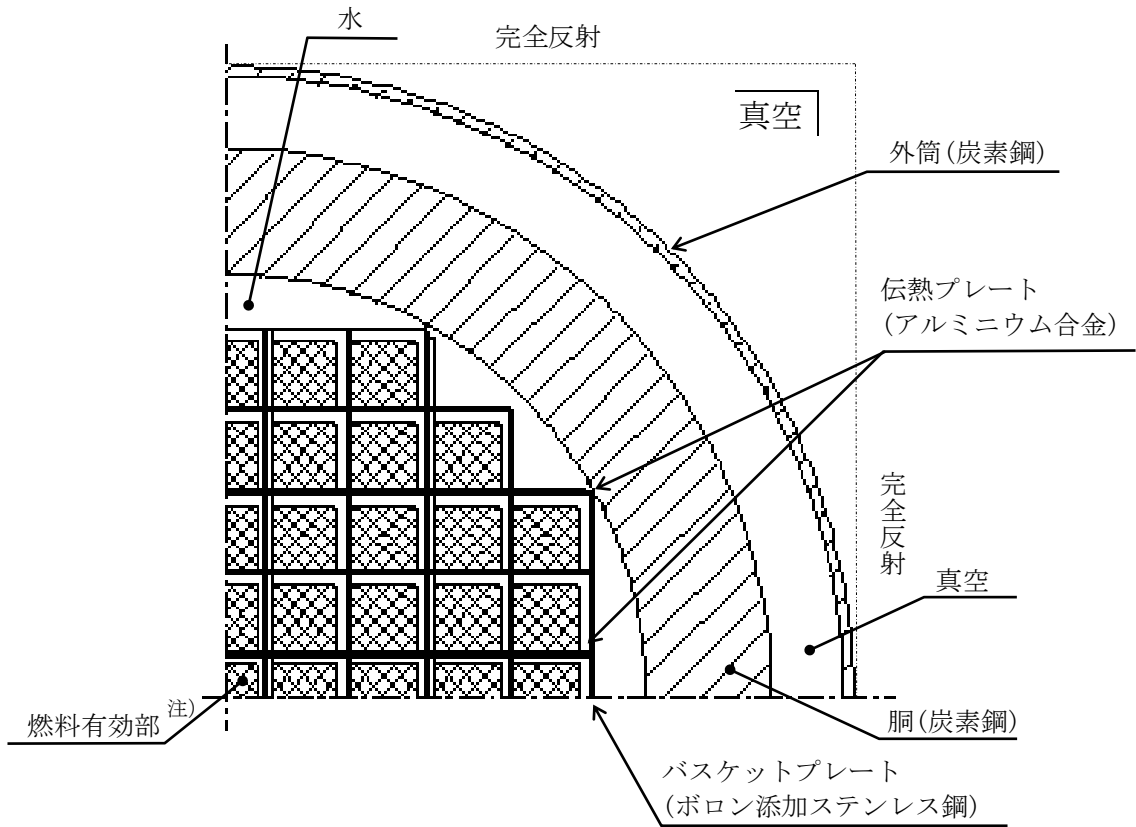 水
完全反射
真空
外筒(炭素鋼)
伝熱プレート
(アルミニウム合金)
完全反射
真空
燃料有効部注)
胴(炭素鋼)
バスケットプレート
(ボロン添加ステンレス鋼)